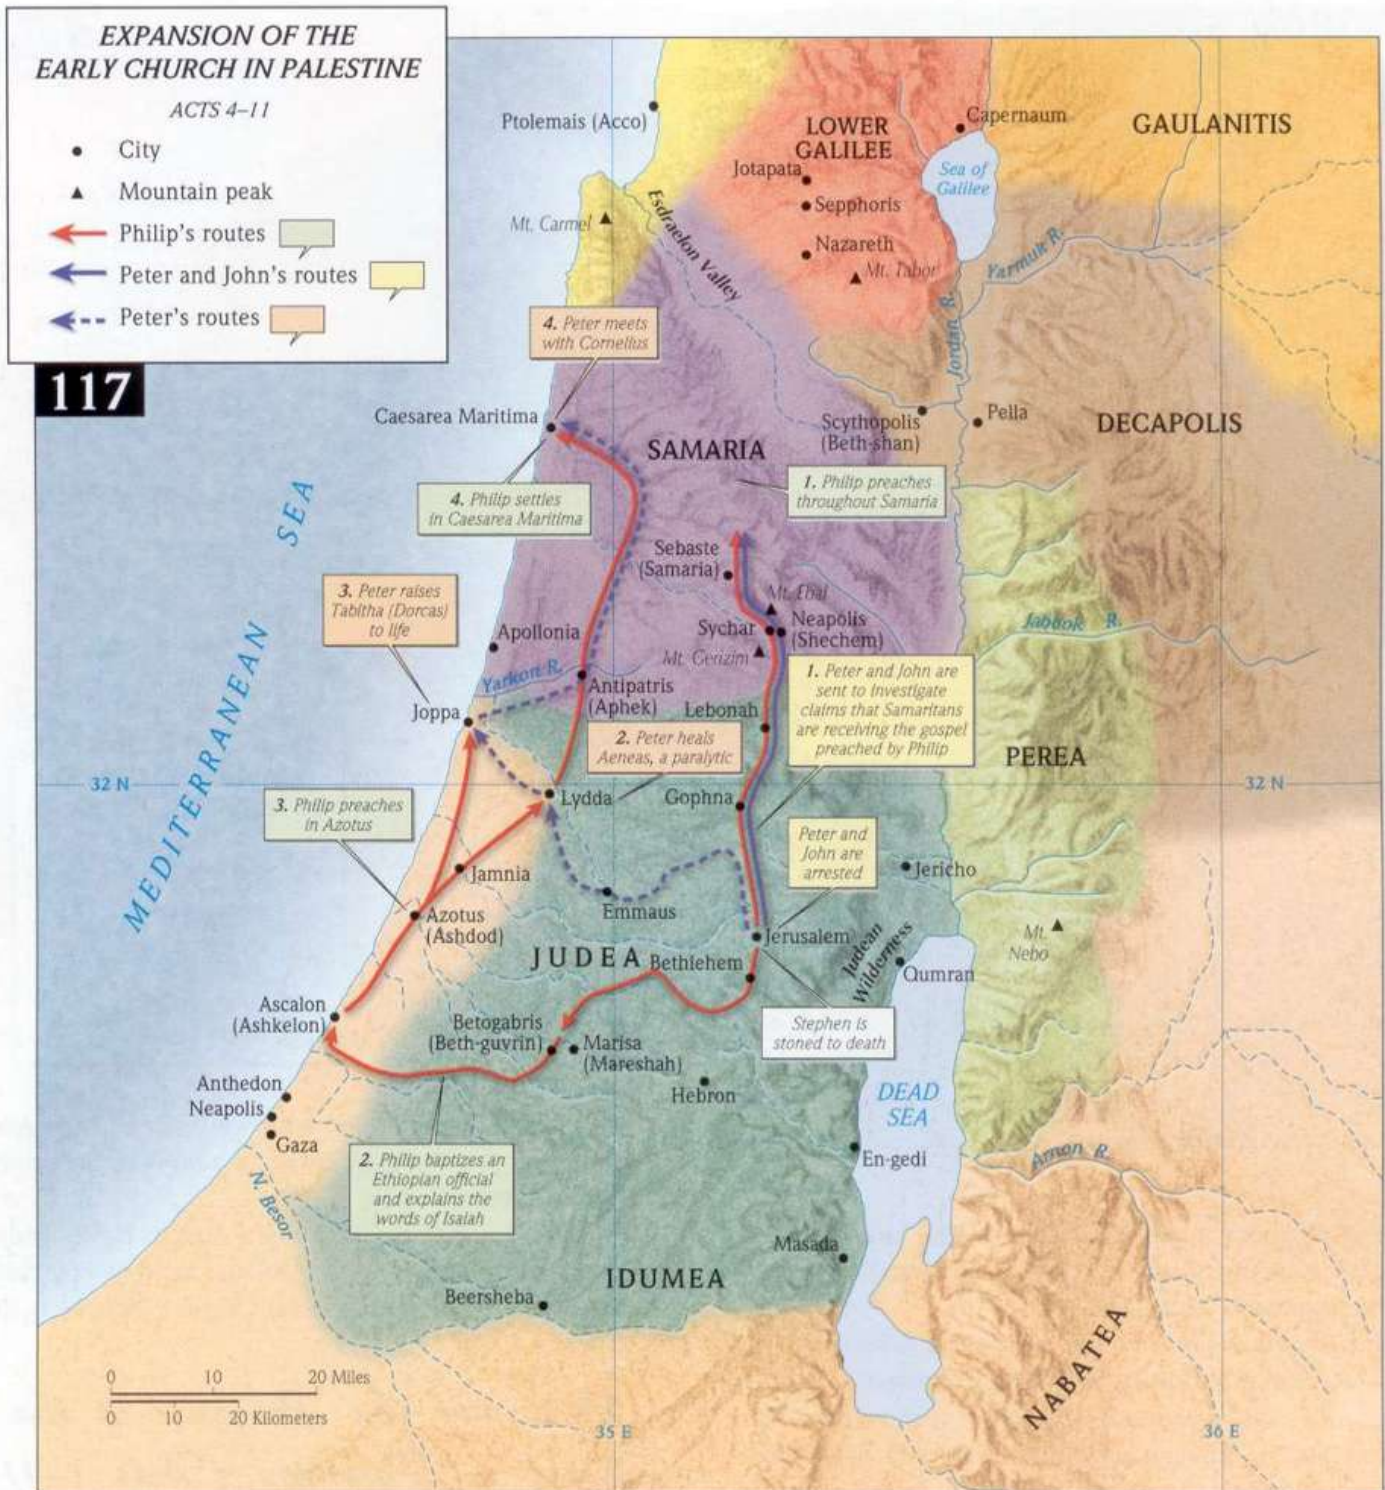 EXPANSION OF THE
EARLY CHURCH IN PALESTINE
ACTS 4–11
City
Mountain peak
Philip's routes
Peter and John's routes
Peter's routes
117
Ptolemais (Acco)
LOWER
GALILEE
Capernaum
GAULANITIS
Jotapata
Sea of
Galilee
Sepphoris
Mt. Carmel
Esdraelon Valley
Nazareth
Mt. Tabor
Yarmuk R.
Jordan R.
4. Peter meets
with Cornelius
Caesarea Maritima
Scythopolis
(Beth-shan)
Pella
DECAPOLIS
SAMARIA
4. Philip settles
in Caesarea Maritima
1. Philip preaches
throughout Samaria
MEDITERRANEAN SEA
Sebaste
(Samaria)
3. Peter raises
Tabitha (Dorcas)
to life
Mt. Ebal
Apollonia
Sychar
Neapolis
(Shechem)
Jabbok R.
Mt. Gerizim
Yarkon R.
Antipatris
(Aphek)
1. Peter and John are
sent to investigate
claims that Samaritans
are receiving the gospel
preached by Philip
Joppa
Lebonah
2. Peter heals
Aeneas, a paralytic
PEREA
32 N
32 N
Lydda
Gophna
3. Philip preaches
in Azotus
Peter and
John are
arrested
Jamnia
Jericho
Emmaus
Azotus
(Ashdod)
Jerusalem
Judean
Wilderness
Mt.
Nebo
JUDEA
Bethlehem
Qumran
Ascalon
(Ashkelon)
Betogabris
(Beth-guvrin)
Marisa
(Mareshah)
Stephen is
stoned to death
Anthedon
Hebron
DEAD
SEA
Neapolis
Gaza
En-gedi
Arnon R.
2. Philip baptizes an
Ethiopian official
and explains the
words of Isaiah
N. Besor
Masada
IDUMEA
Beersheba
NABATEA
0 10 20 Miles
0 10 20 Kilometers
35 E
36 E